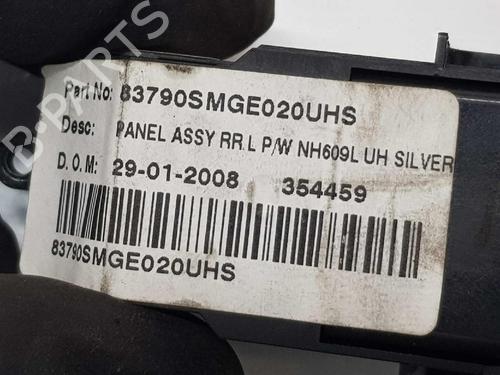 Part No: 83790SMGE020UHS
Desc: PANEL ASSY RR.L P/W NH609L UH SILVER
D.O.M: 29-01-2008 354459
83790SMGE020UHS
B-PARTS